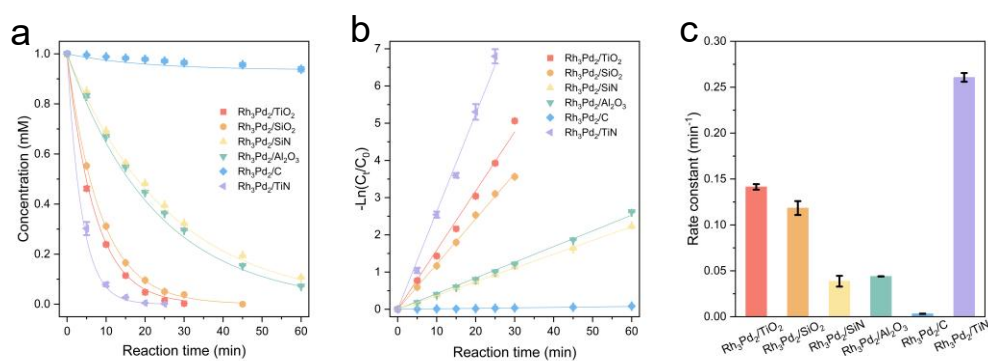 a
Concentration (mM)
1.0
0.8
0.6
0.4
0.2
0.0
Rh₃Pd₂/TiO₂
Rh₃Pd₂/SiO₂
Rh₃Pd₂/SiN
Rh₃Pd₂/Al₂O₃
Rh₃Pd₂/C
Rh₃Pd₂/TiN
0 10 20 30 40 50 60
Reaction time (min)
b
-Ln(Cₜ/C₀)
7
6
5
4
3
2
1
0
Rh₃Pd₂/TiO₂
Rh₃Pd₂/SiO₂
Rh₃Pd₂/SiN
Rh₃Pd₂/Al₂O₃
Rh₃Pd₂/C
Rh₃Pd₂/TiN
0 10 20 30 40 50 60
Reaction time (min)
c
Rate constant (min⁻¹)
0.30
0.25
0.20
0.15
0.10
0.05
0.00
Rh₃Pd₂/TiO₂
Rh₃Pd₂/SiO₂
Rh₃Pd₂/SiN
Rh₃Pd₂/Al₂O₃
Rh₃Pd₂/C
Rh₃Pd₂/TiN